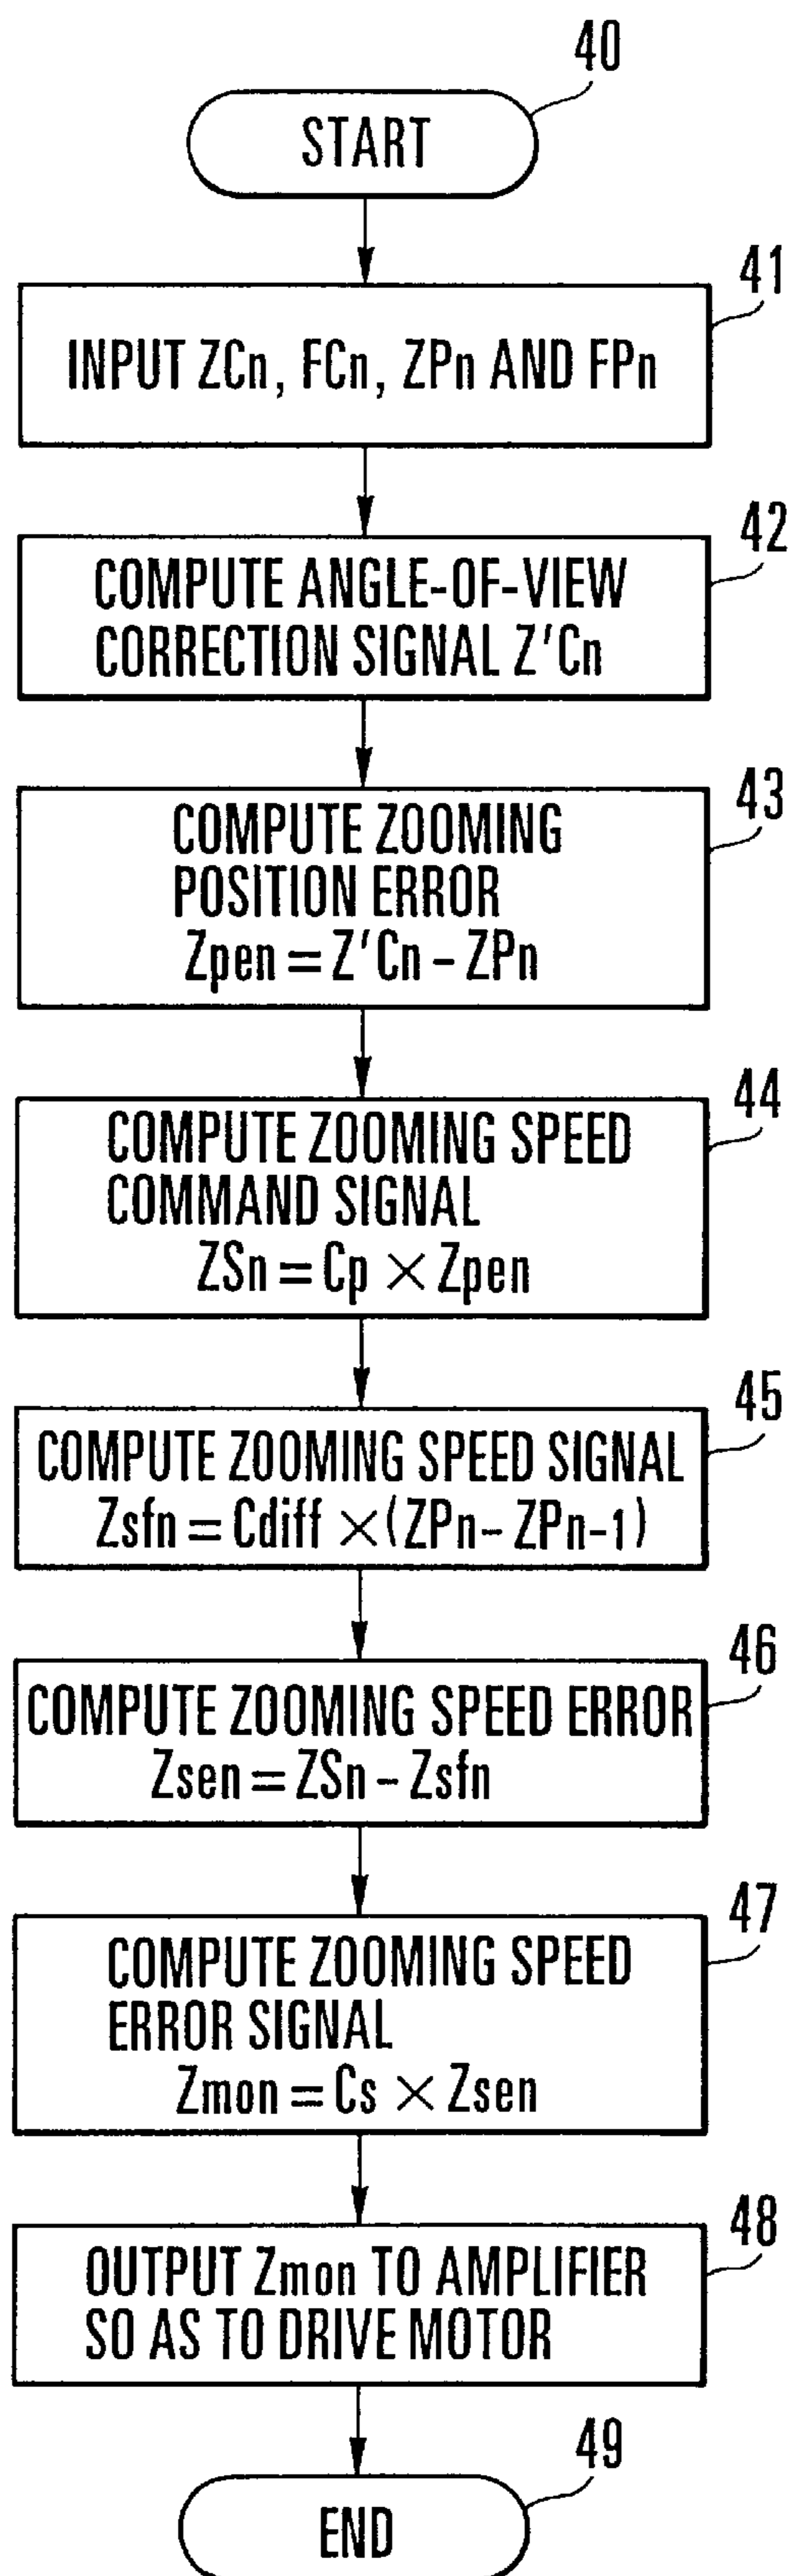 40
START
41
INPUT ZCn, FCn, ZPn AND FPn
42
COMPUTE ANGLE-OF-VIEW
CORRECTION SIGNAL Z'Cn
43
COMPUTE ZOOMING
POSITION ERROR
Zpen = Z'Cn - ZPn
44
COMPUTE ZOOMING SPEED
COMMAND SIGNAL
ZSn = Cp × Zpen
45
COMPUTE ZOOMING SPEED SIGNAL
Zsfn = Cdiff × (ZPn - ZPn-1)
46
COMPUTE ZOOMING SPEED ERROR
Zsen = ZSn - Zsfn
47
COMPUTE ZOOMING SPEED
ERROR SIGNAL
Zmon = Cs × Zsen
48
OUTPUT Zmon TO AMPLIFIER
SO AS TO DRIVE MOTOR
49
END